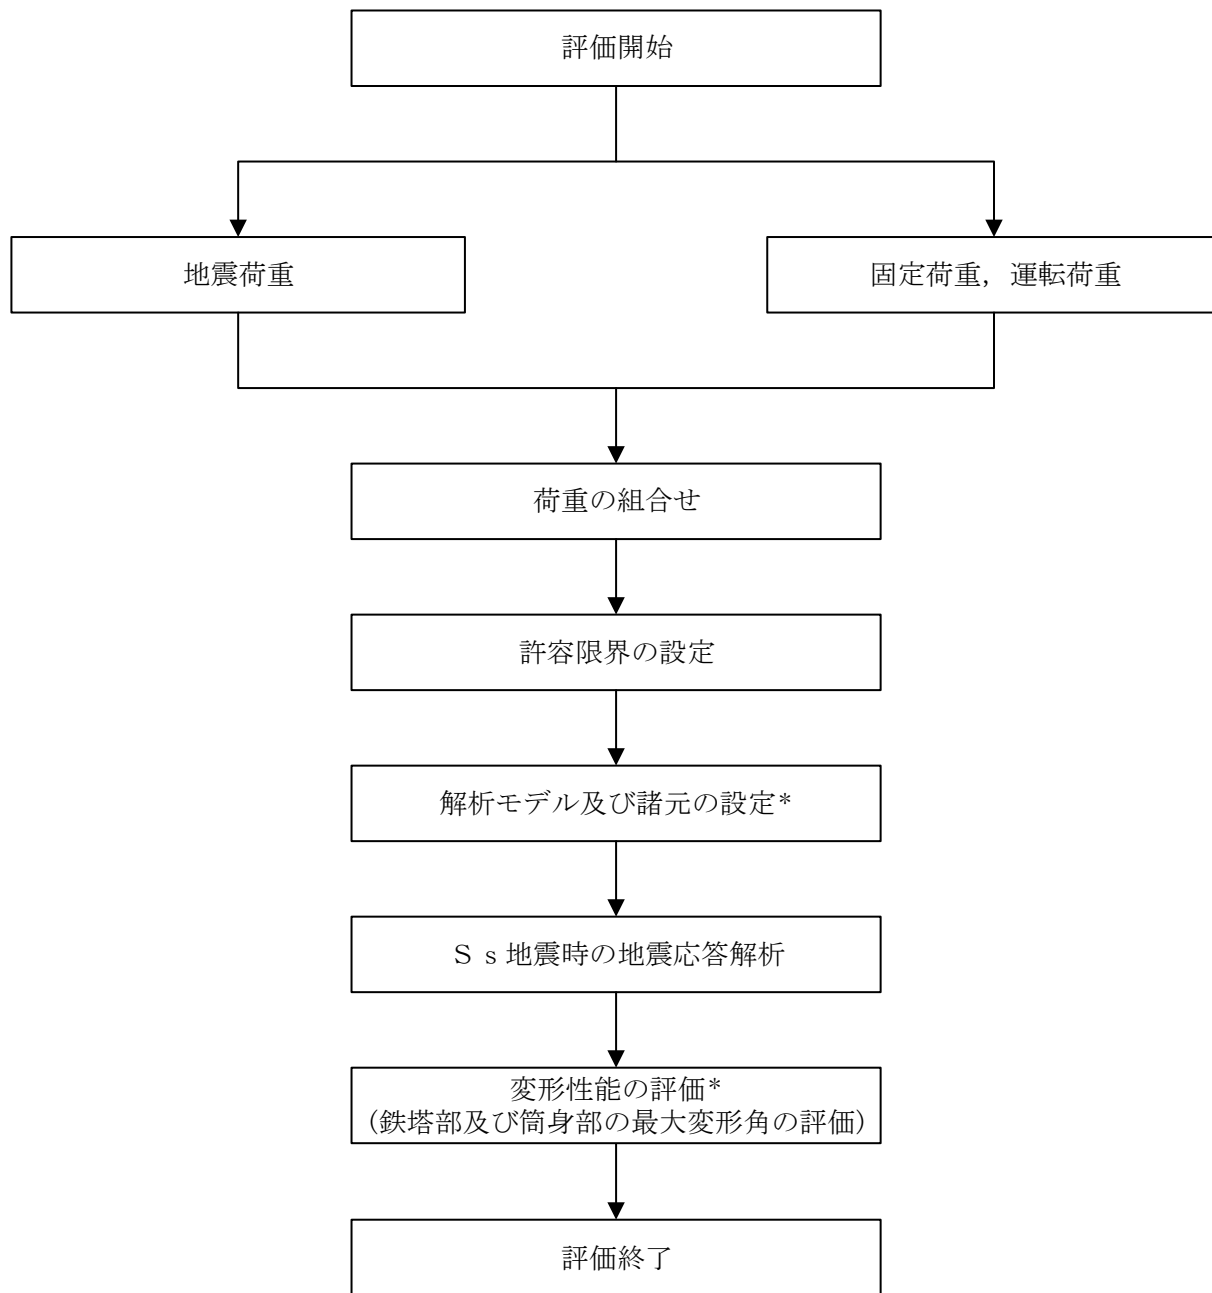 評価開始
地震荷重
固定荷重，運転荷重
荷重の組合せ
許容限界の設定
解析モデル及び諸元の設定*
Ｓｓ地震時の地震応答解析
変形性能の評価*
（鉄塔部及び筒身部の最大変形角の評価）
評価終了